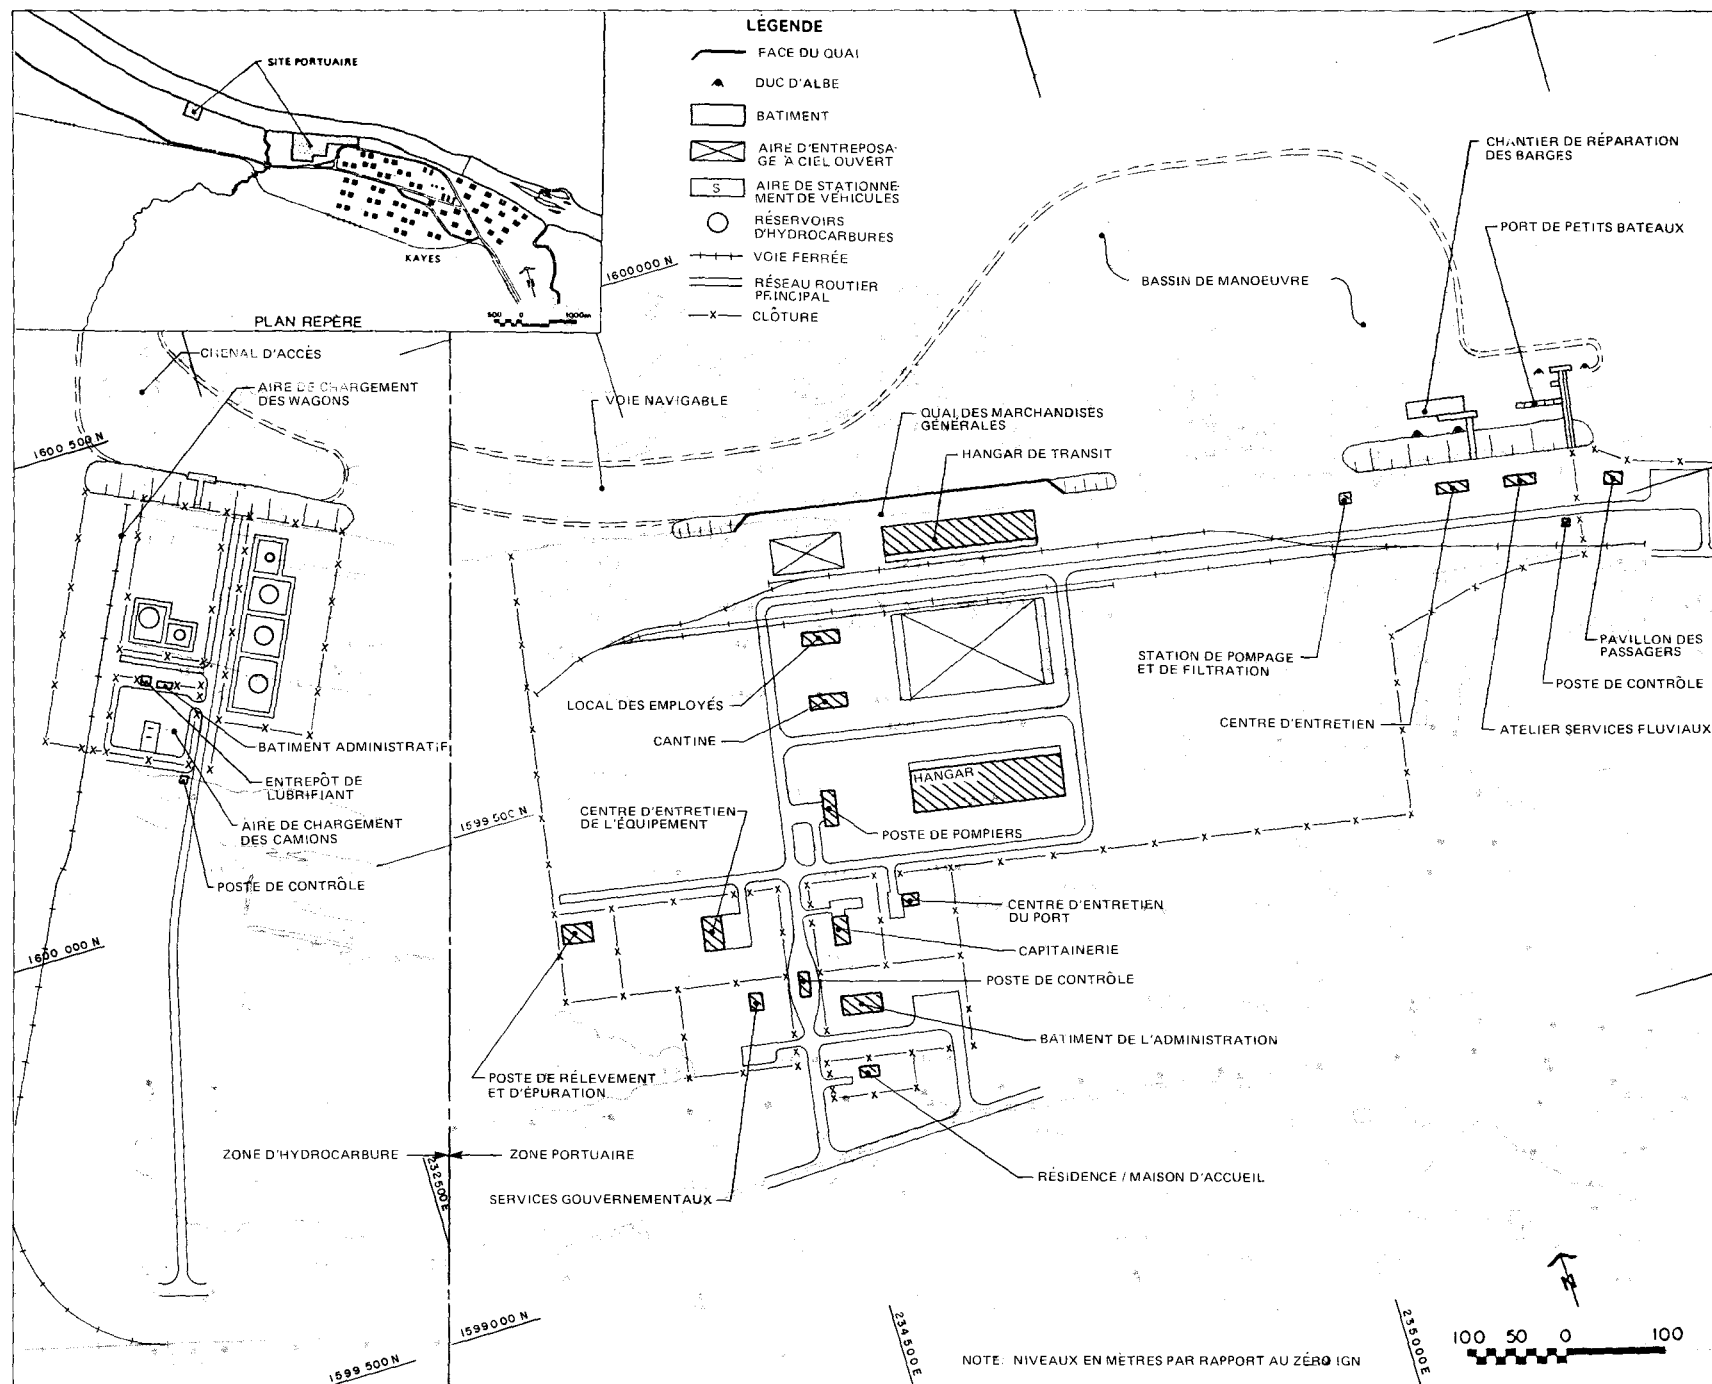 SITE PORTUAIRE
KAYES
N
500 0 1000m
PLAN REPÈRE
LÉGENDE
FACE DU QUAI
DUC D'ALBE
BATIMENT
AIRE D'ENTREPOSA-
GE À CIEL OUVERT
S
AIRE DE STATIONNE-
MENT DE VÉHICULES
RÉSERVOIRS
D'HYDROCARBURES
VOIE FERRÉE
RÉSEAU ROUTIER
PRINCIPAL
CLÔTURE
1600000 N
CHANTIER DE RÉPARATION
DES BARGES
PORT DE PETITS BATEAUX
BASSIN DE MANOEUVRE
CHENAL D'ACCÈS
AIRE DE CHARGEMENT
DES WAGONS
VOIE NAVIGABLE
QUAI DES MARCHANDISES
GÉNÉRALES
HANGAR DE TRANSIT
1600 500 N
STATION DE POMPAGE
ET DE FILTRATION
PAVILLON DES
PASSAGERS
POSTE DE CONTRÔLE
CENTRE D'ENTRETIEN
ATELIER SERVICES FLUVIAUX
LOCAL DES EMPLOYÉS
CANTINE
BATIMENT ADMINISTRATIF
ENTREPÔT DE
LUBRIFIANT
AIRE DE CHARGEMENT
DES CAMIONS
POSTE DE CONTRÔLE
HANGAR
1599 500 N
CENTRE D'ENTRETIEN
DE L'ÉQUIPEMENT
POSTE DE POMPIERS
CENTRE D'ENTRETIEN
DU PORT
CAPITAINERIE
POSTE DE CONTRÔLE
1600 000 N
BATIMENT DE L'ADMINISTRATION
POSTE DE RÉLEVEMENT
ET D'ÉPURATION
ZONE D'HYDROCARBURE
ZONE PORTUAIRE
232500E
SERVICES GOUVERNEMENTAUX
RÉSIDENCE / MAISON D'ACCUEIL
1599000 N
1599 500 N
234500E
235000E
N
100 50 0 100
NOTE: NIVEAUX EN MÈTRES PAR RAPPORT AU ZÉRO IGN